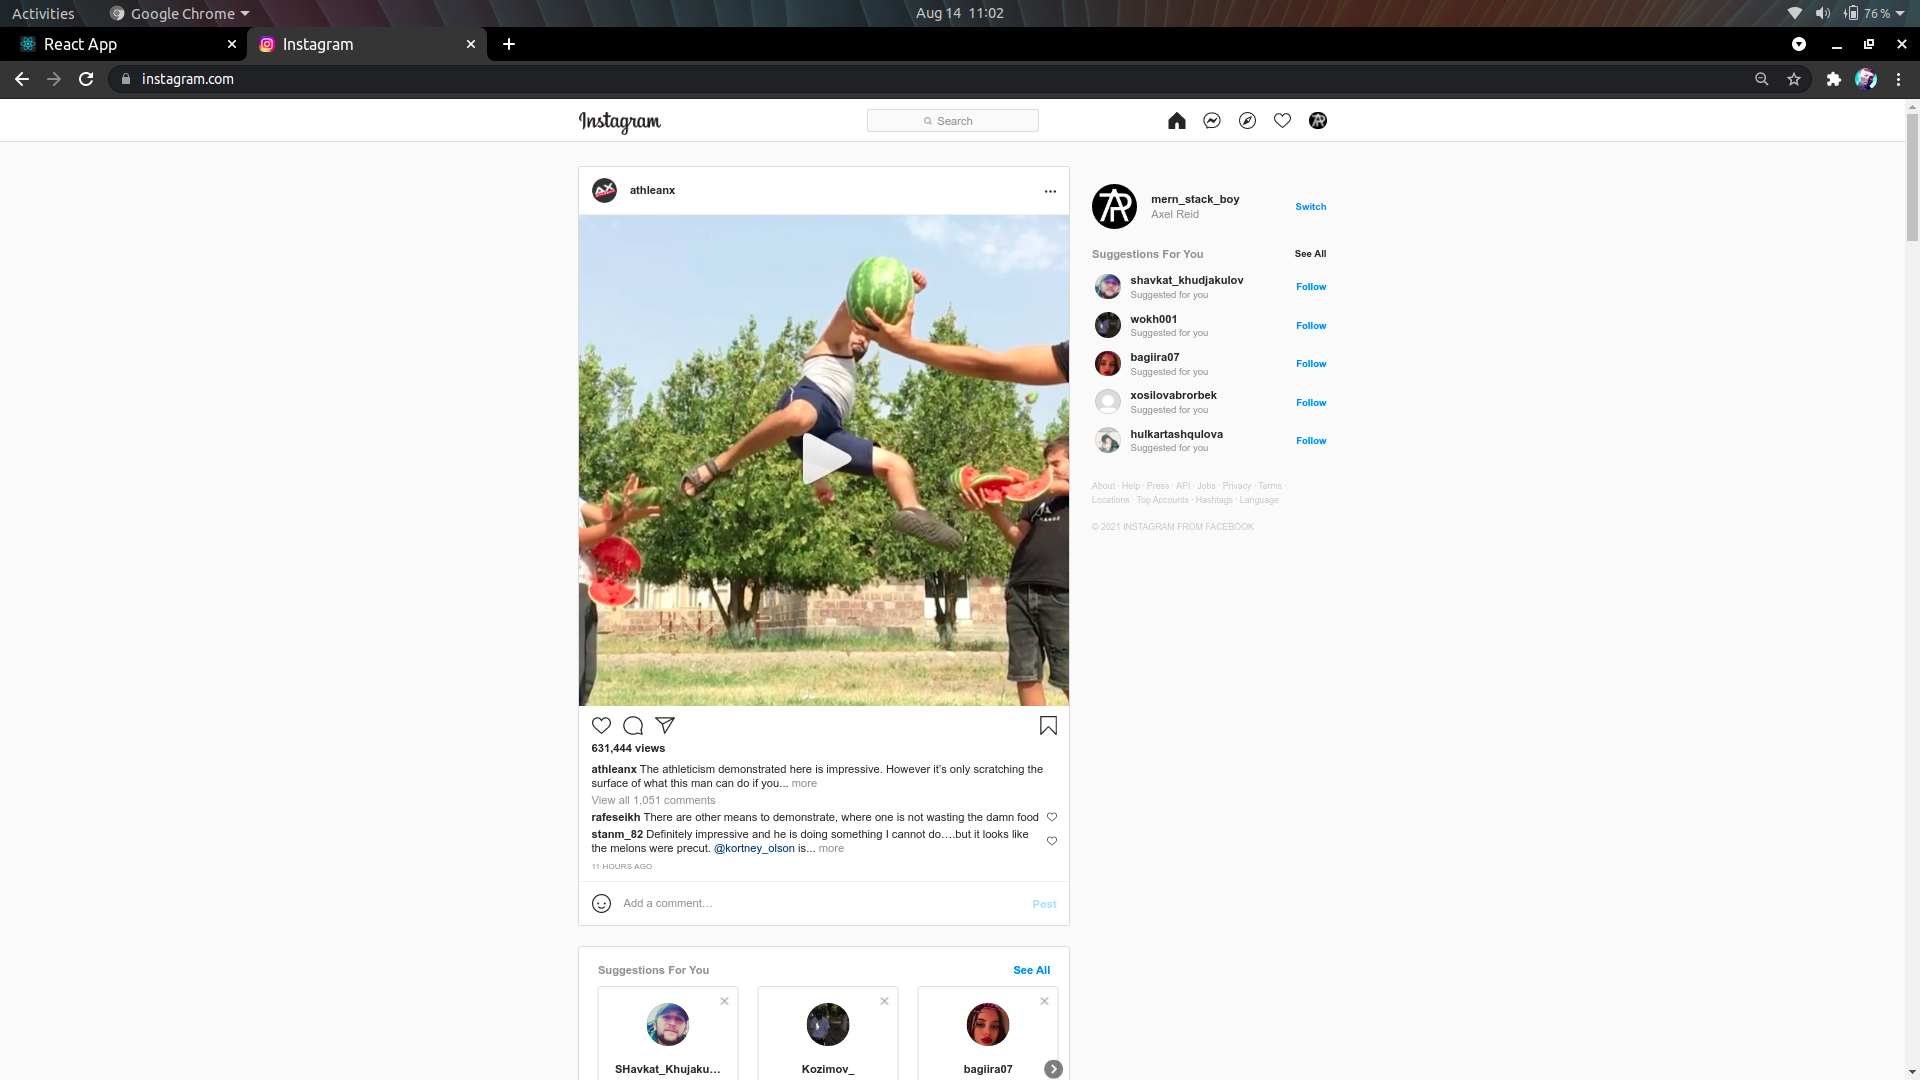 Activities
Google Chrome
Aug 14 11:02
76 %
React App
Instagram
instagram.com
Instagram
Search
athleanx
631,444 views
athleanx The athleticism demonstrated here is impressive. However it's only scratching the
surface of what this man can do if you... more
View all 1,051 comments
rafeseikh There are other means to demonstrate, where one is not wasting the damn food
stanm_82 Definitely impressive and he is doing something I cannot do….but it looks like
the melons were precut. @kortney_olson is... more
11 HOURS AGO
Add a comment…
Post
Suggestions For You
See All
SHavkat_Khujaku...
Kozimov_
bagiira07
mern_stack_boy
Axel Reid
Switch
Suggestions For You
See All
shavkat_khudjakulov
Suggested for you
Follow
wokh001
Suggested for you
Follow
bagiira07
Suggested for you
Follow
xosilovabrorbek
Suggested for you
Follow
hulkartashqulova
Suggested for you
Follow
About · Help · Press · API · Jobs · Privacy · Terms ·
Locations · Top Accounts · Hashtags · Language
© 2021 INSTAGRAM FROM FACEBOOK